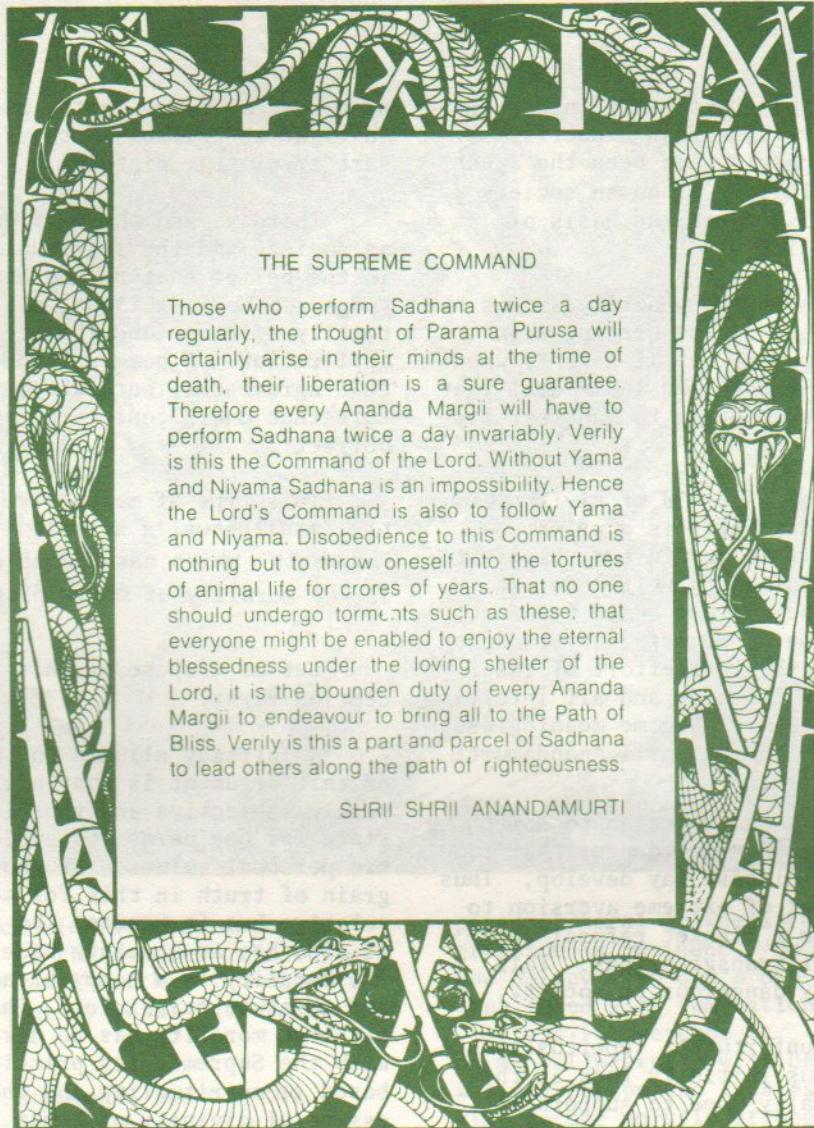 THE SUPREME COMMAND
Those who perform Sadhana twice a day
regularly, the thought of Parama Purusa will
certainly arise in their minds at the time of
death, their liberation is a sure guarantee.
Therefore every Ananda Margii will have to
perform Sadhana twice a day invariably. Verily
is this the Command of the Lord. Without Yama
and Niyama Sadhana is an impossibility. Hence
the Lord's Command is also to follow Yama
and Niyama. Disobedience to this Command is
nothing but to throw oneself into the tortures
of animal life for crores of years. That no one
should undergo torments such as these, that
everyone might be enabled to enjoy the eternal
blessedness under the loving shelter of the
Lord, it is the bounden duty of every Ananda
Margii to endeavour to bring all to the Path of
Bliss. Verily is this a part and parcel of Sadhana
to lead others along the path of righteousness.
SHRII SHRII ANANDAMURTI